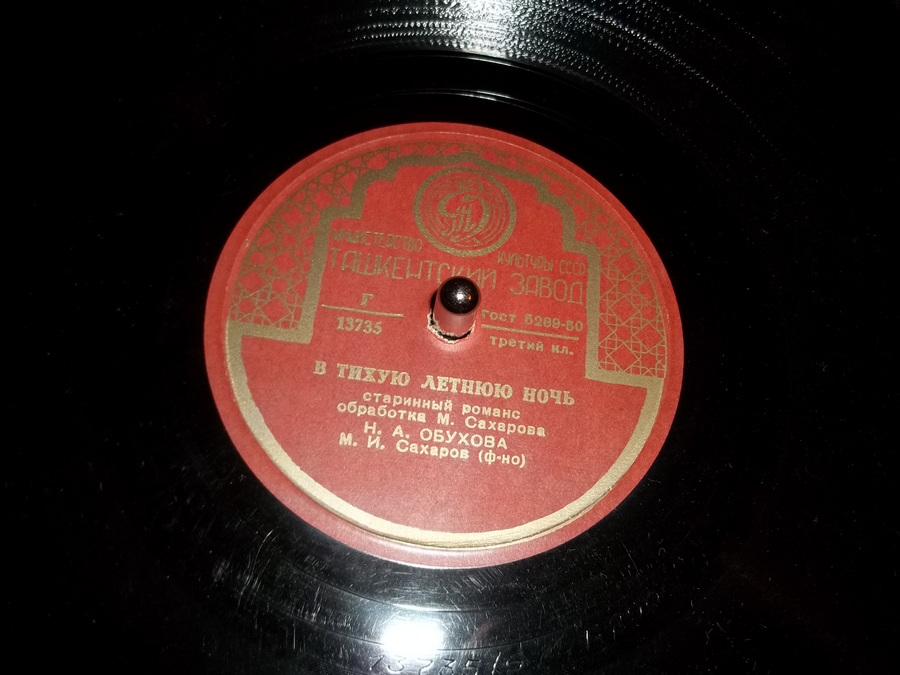 МИНИСТЕРСТВО КУЛЬТУРЫ СССР
ТАШКЕНТСКИЙ ЗАВОД
Г
13735
ГОСТ 5289-50
третий кл.
В ТИХУЮ ЛЕТНЮЮ НОЧЬ
старинный романс
обработка М. Сахарова
Н. А. ОБУХОВА
М. И. Сахаров (ф-но)